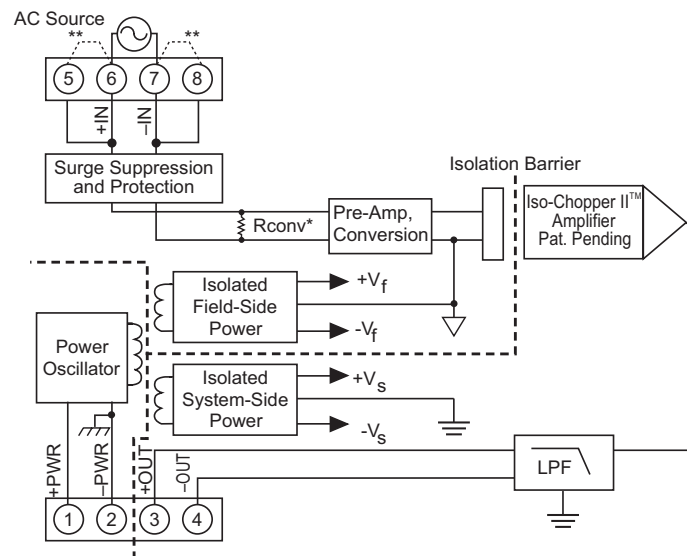 AC Source
** **
5 6 7 8
+IN
–IN
Surge Suppression
and Protection
Isolation Barrier
Rconv*
Pre-Amp,
Conversion
Iso-Chopper II™
Amplifier
Pat. Pending
Isolated
Field-Side
Power
+Vf
-Vf
Power
Oscillator
Isolated
System-Side
Power
+Vs
-Vs
+PWR
–PWR
+OUT
–OUT
LPF
1 2 3 4